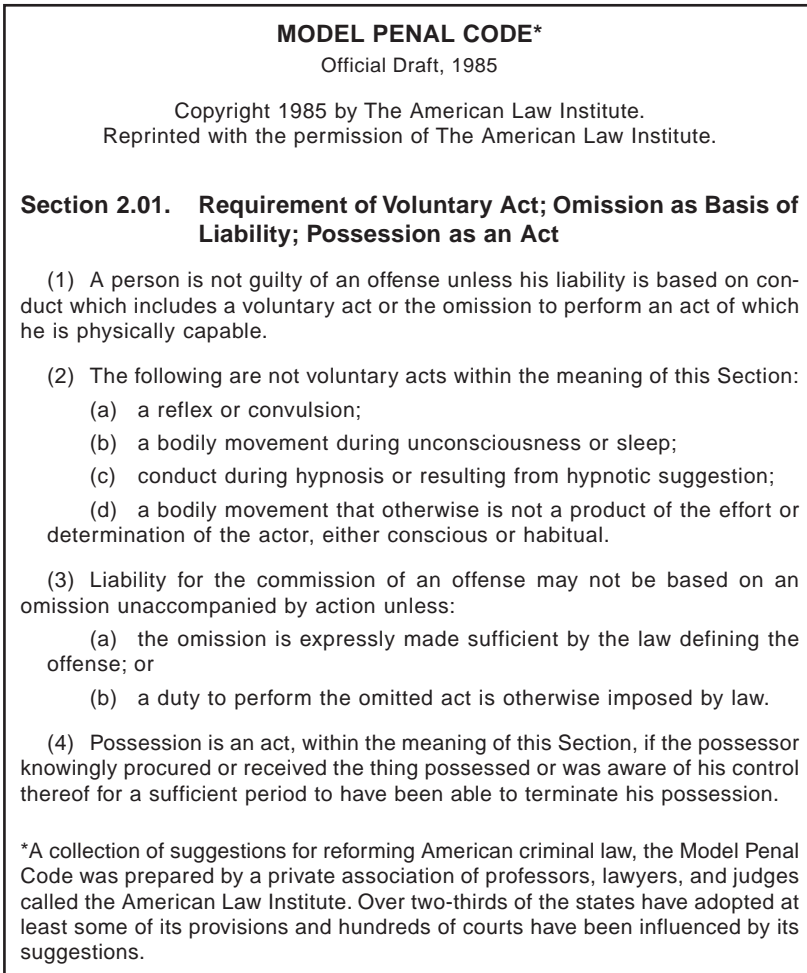 MODEL PENAL CODE*
Official Draft, 1985
Copyright 1985 by The American Law Institute.
Reprinted with the permission of The American Law Institute.
Section 2.01. Requirement of Voluntary Act; Omission as Basis of
Liability; Possession as an Act
(1) A person is not guilty of an offense unless his liability is based on con-
duct which includes a voluntary act or the omission to perform an act of which
he is physically capable.
(2) The following are not voluntary acts within the meaning of this Section:
(a) a reflex or convulsion;
(b) a bodily movement during unconsciousness or sleep;
(c) conduct during hypnosis or resulting from hypnotic suggestion;
(d) a bodily movement that otherwise is not a product of the effort or
determination of the actor, either conscious or habitual.
(3) Liability for the commission of an offense may not be based on an
omission unaccompanied by action unless:
(a) the omission is expressly made sufficient by the law defining the
offense; or
(b) a duty to perform the omitted act is otherwise imposed by law.
(4) Possession is an act, within the meaning of this Section, if the possessor
knowingly procured or received the thing possessed or was aware of his control
thereof for a sufficient period to have been able to terminate his possession.
*A collection of suggestions for reforming American criminal law, the Model Penal
Code was prepared by a private association of professors, lawyers, and judges
called the American Law Institute. Over two-thirds of the states have adopted at
least some of its provisions and hundreds of courts have been influenced by its
suggestions.